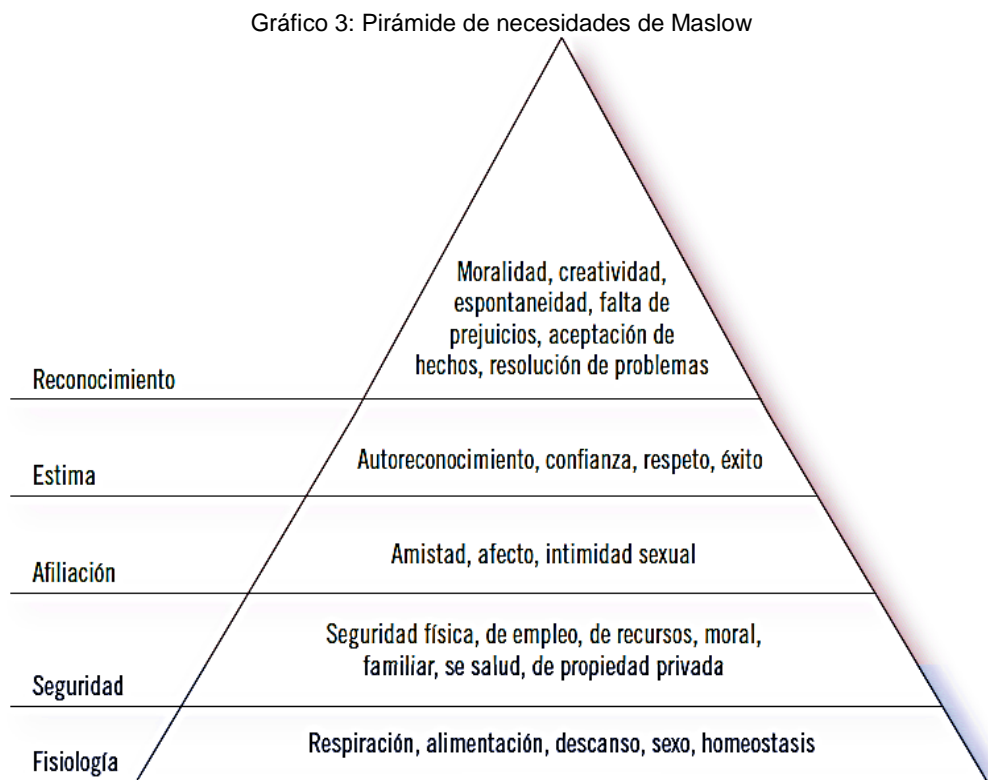 Gráfico 3: Pirámide de necesidades de Maslow
Moralidad, creatividad,
espontaneidad, falta de
prejuicios, aceptación de
hechos, resolución de problemas
Reconocimiento
Autoreconocimiento, confianza, respeto, éxito
Estima
Amistad, afecto, intimidad sexual
Afiliación
Seguridad física, de empleo, de recursos, moral,
familiar, se salud, de propiedad privada
Seguridad
Respiración, alimentación, descanso, sexo, homeostasis
Fisiología